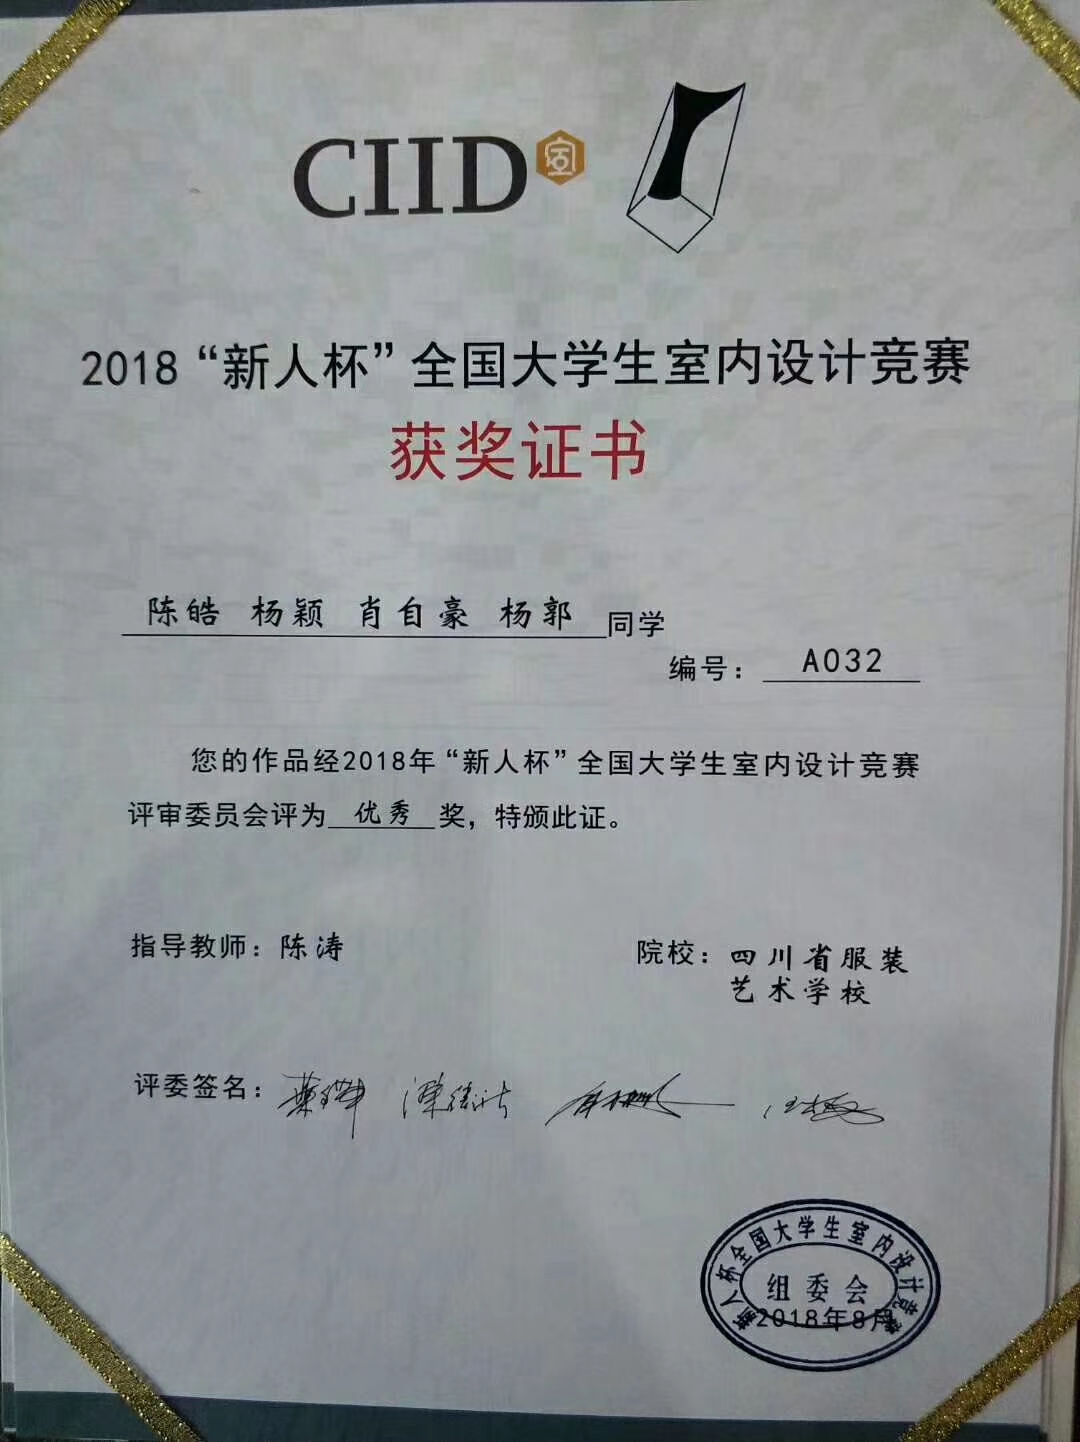 CIID
2018“新人杯”全国大学生室内设计竞赛
获奖证书
陈皓 杨颖 肖自豪 杨郭同学
编号：A032
您的作品经2018年“新人杯”全国大学生室内设计竞赛
评审委员会评为优秀奖，特颁此证。
指导教师：陈涛
院校：四川省服装
艺术学校
评委签名：
新人杯全国大学生室内设计竞赛
组委会
2018年8月